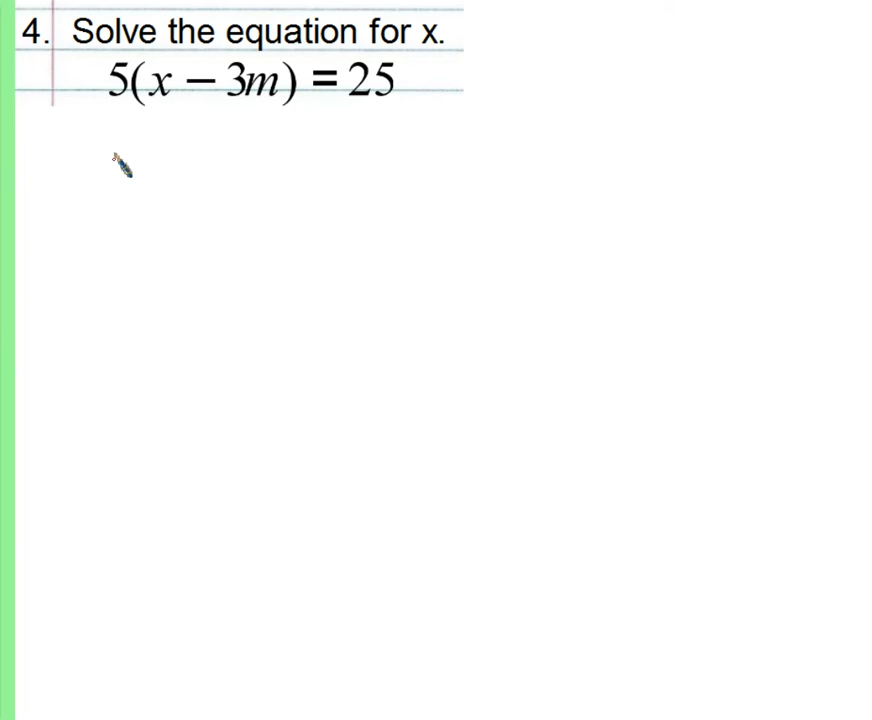 4. Solve the equation for x.
5(x − 3m) = 25